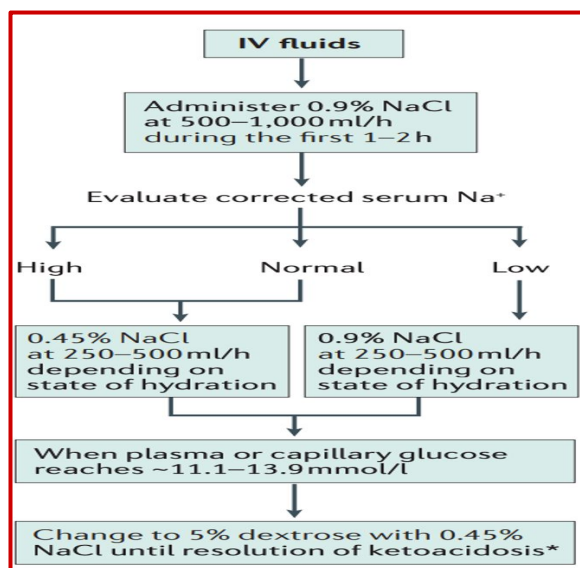 IV fluids
Administer 0.9% NaCl
at 500–1,000 ml/h
during the first 1–2 h
Evaluate corrected serum Na⁺
High
Normal
Low
0.45% NaCl
at 250–500 ml/h
depending on
state of hydration
0.9% NaCl
at 250–500 ml/h
depending on
state of hydration
When plasma or capillary glucose
reaches ~11.1–13.9 mmol/l
Change to 5% dextrose with 0.45%
NaCl until resolution of ketoacidosis*